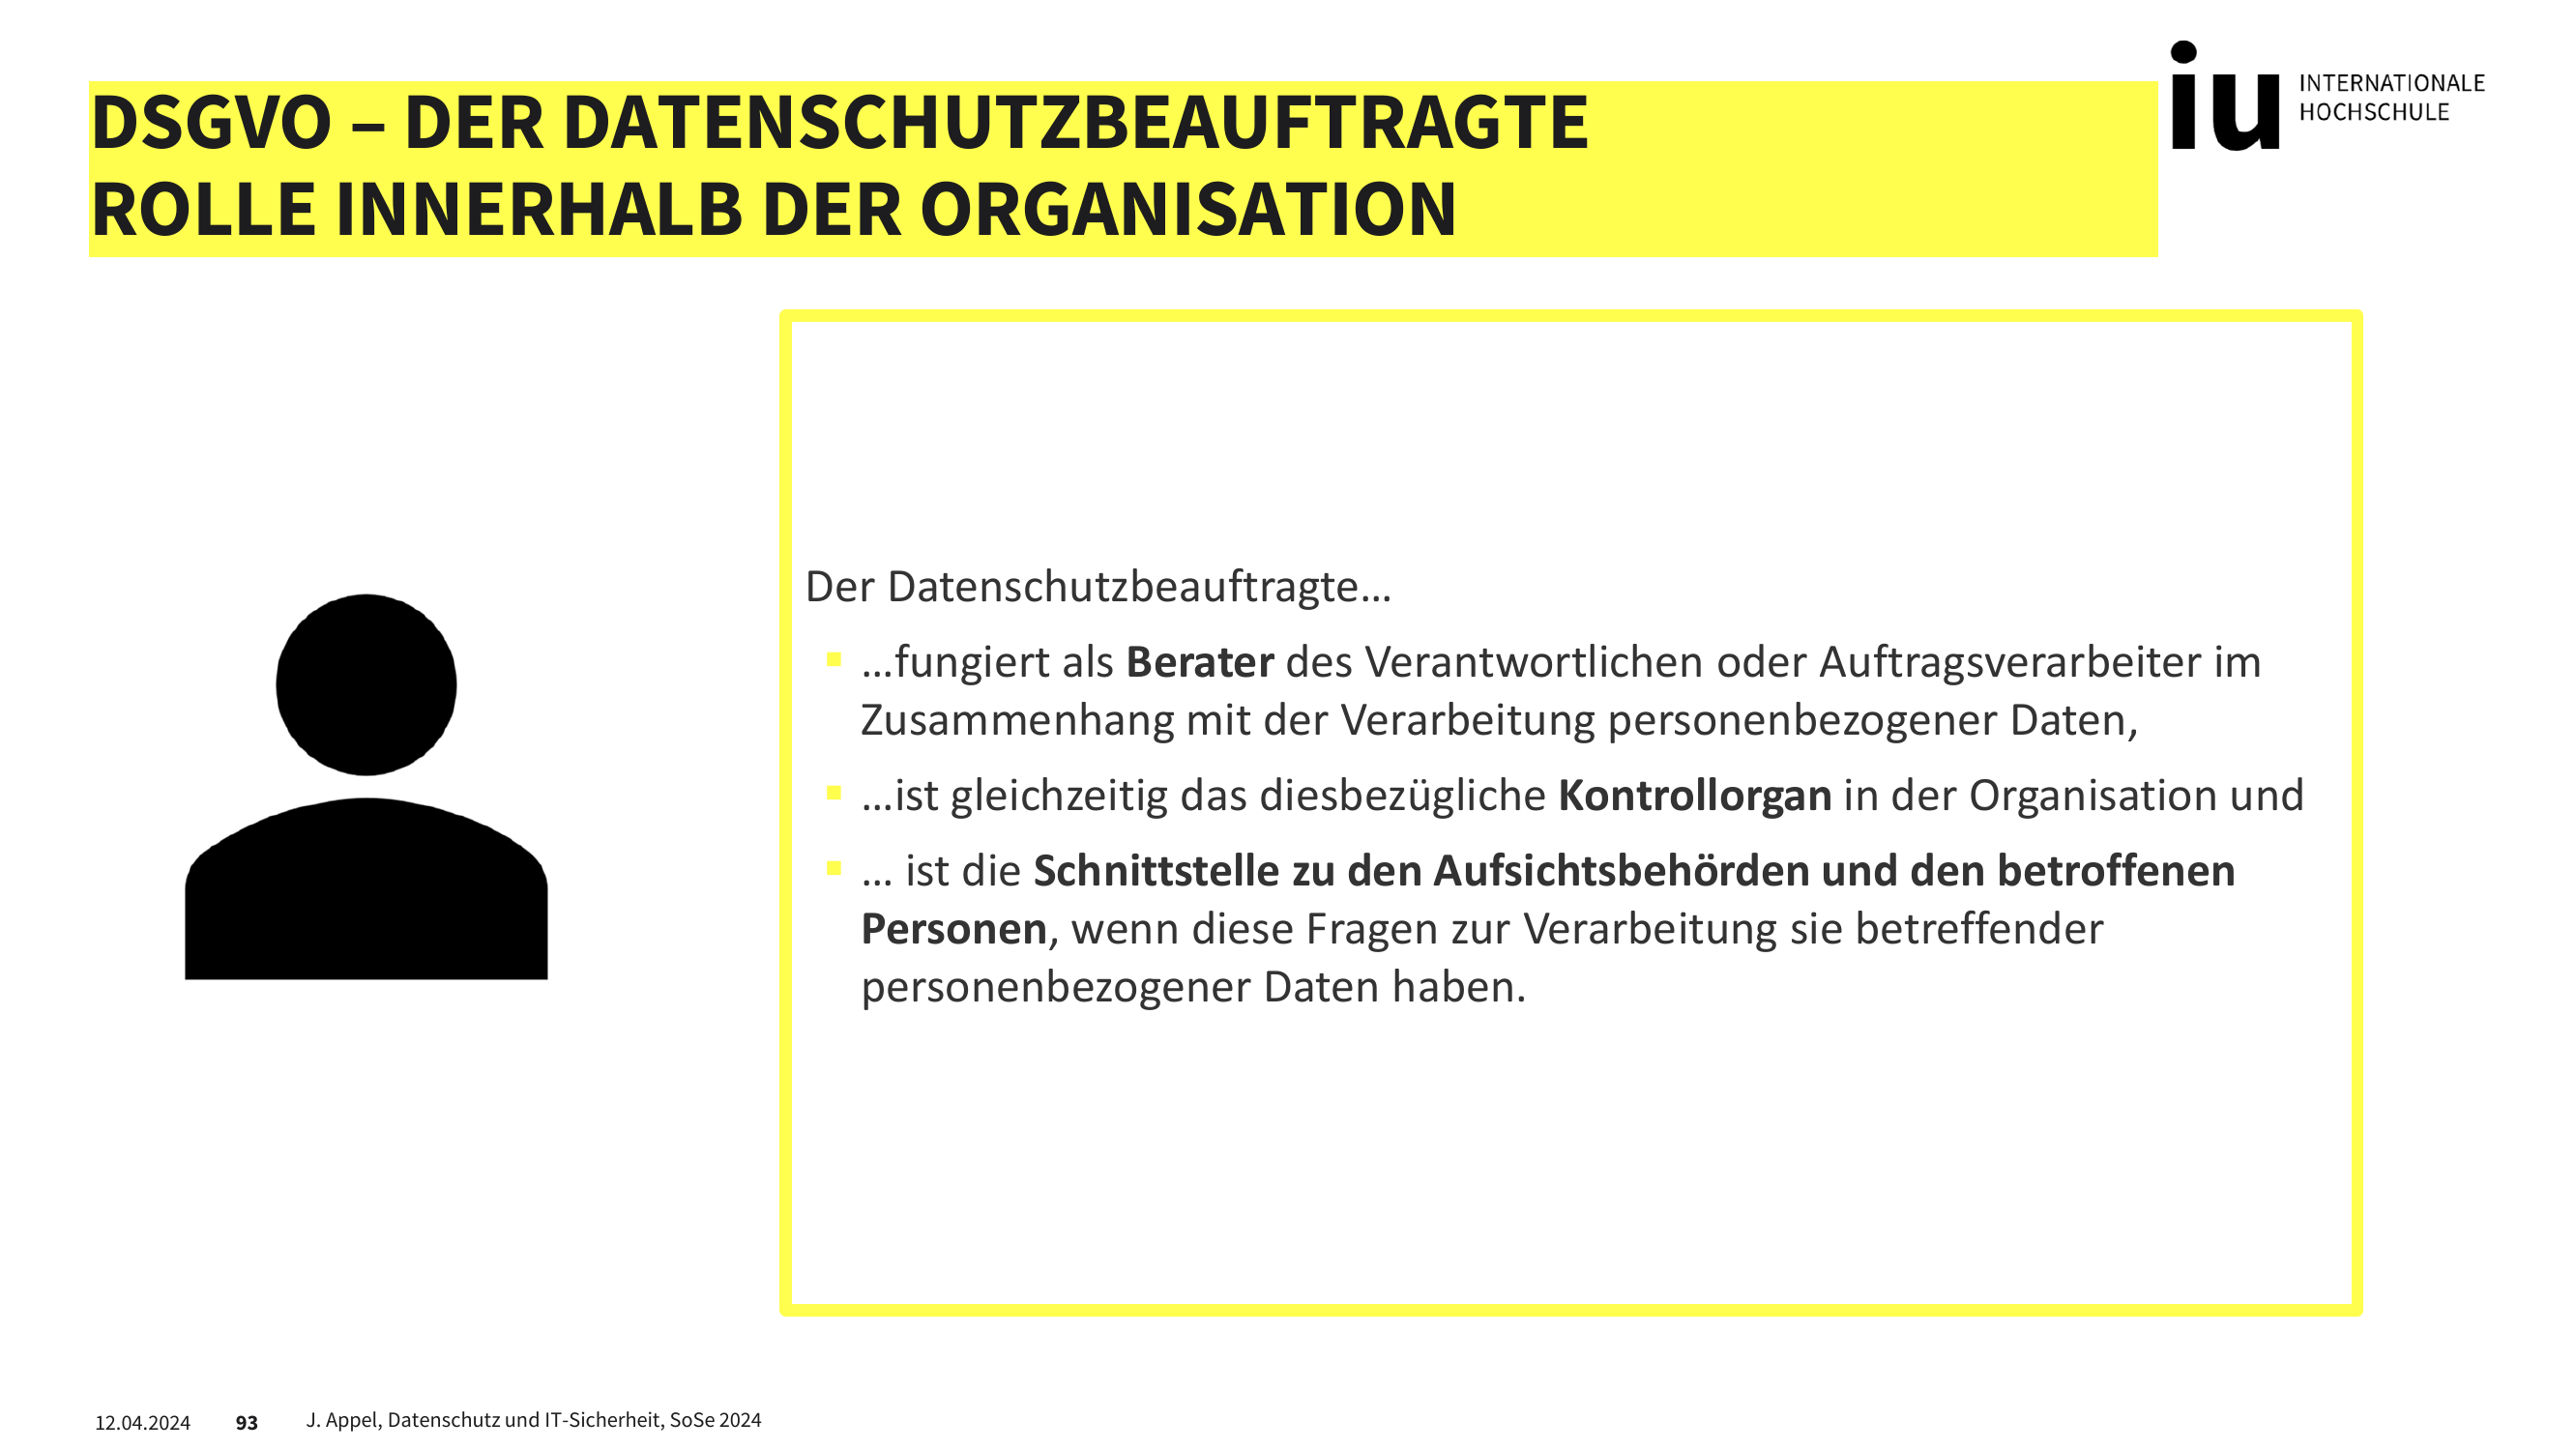 DSGVO – DER DATENSCHUTZBEAUFTRAGTE
ROLLE INNERHALB DER ORGANISATION
iu INTERNATIONALE
HOCHSCHULE
Der Datenschutzbeauftragte…
…fungiert als Berater des Verantwortlichen oder Auftragsverarbeiter im
Zusammenhang mit der Verarbeitung personenbezogener Daten,
…ist gleichzeitig das diesbezügliche Kontrollorgan in der Organisation und
… ist die Schnittstelle zu den Aufsichtsbehörden und den betroffenen
Personen, wenn diese Fragen zur Verarbeitung sie betreffender
personenbezogener Daten haben.
12.04.2024 93 J. Appel, Datenschutz und IT-Sicherheit, SoSe 2024